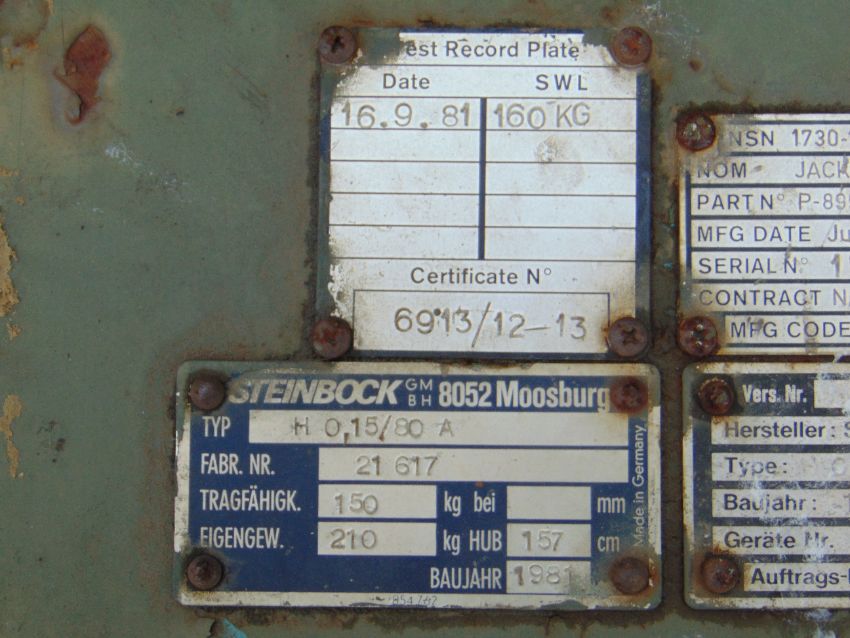 est Record Plate
Date SWL
16.9.81 160 KG
Certificate N°
6913/12-13
NSN 1730-
NOM JACK
PART N° P-89
MFG DATE Ju
SERIAL N° 1
CONTRACT N
MFG CODE
STEINBOCK GMBH 8052 Moosburg
TYP H 0,15/80 A
FABR. NR. 21 617
TRAGFÄHIGK. 150 kg bei mm
EIGENGEW. 210 kg HUB 157 cm
BAUJAHR 1981
Made in Germany
Vers. Nr.
Hersteller: S
Type:
Baujahr:
Geräte Nr.
Auftrags-